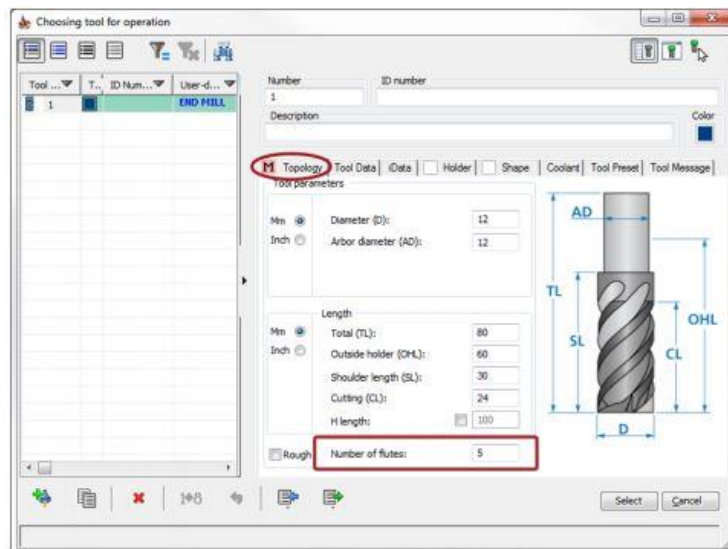 Choosing tool for operation
Tool ... T.. ID Num... User-d...
1 END MILL
Number ID number
1
Description Color
M Topology Tool Data iData Holder Shape Coolant Tool Preset Tool Message
Tool parameters
Mm Diameter (D): 12
Inch Arbor diameter (AD): 12
Length
Mm Total (TL): 80
Inch Outside holder (OHL): 60
Shoulder length (SL): 30
Cutting (CL): 24
H length: 100
Rough Number of flutes: 5
AD
TL
OHL
SL
CL
D
Select Cancel